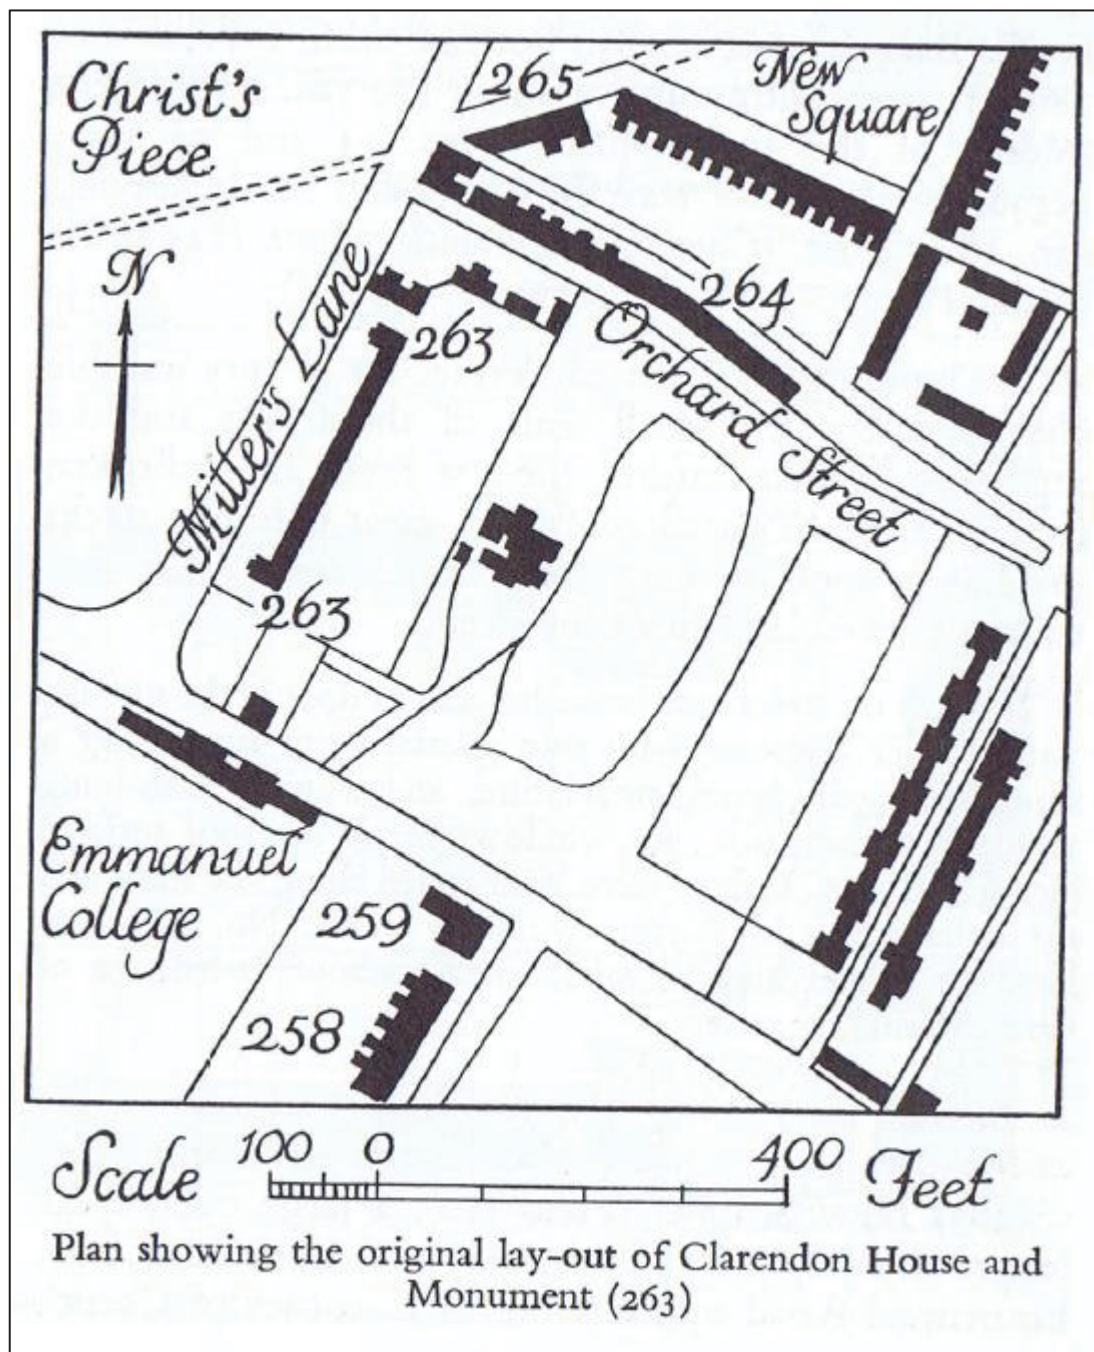 Christ's
Piece
265
New
Square
N
Milter's Lane
263
264
Orchard Street
263
Emmanuel
College
259
258
Scale 100 0 400 Feet
Plan showing the original lay-out of Clarendon House and
Monument (263)